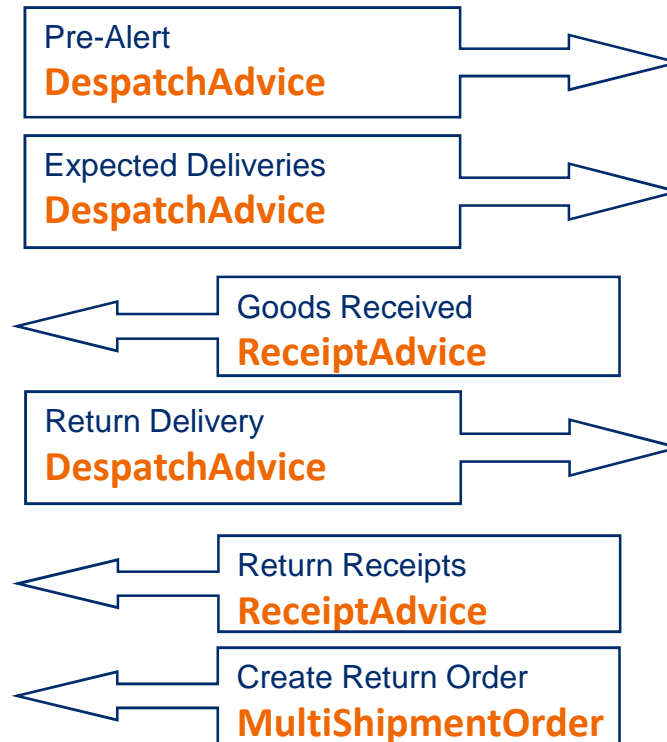 Pre-Alert
DespatchAdvice
Expected Deliveries
DespatchAdvice
Goods Received
ReceiptAdvice
Return Delivery
DespatchAdvice
Return Receipts
ReceiptAdvice
Create Return Order
MultiShipmentOrder